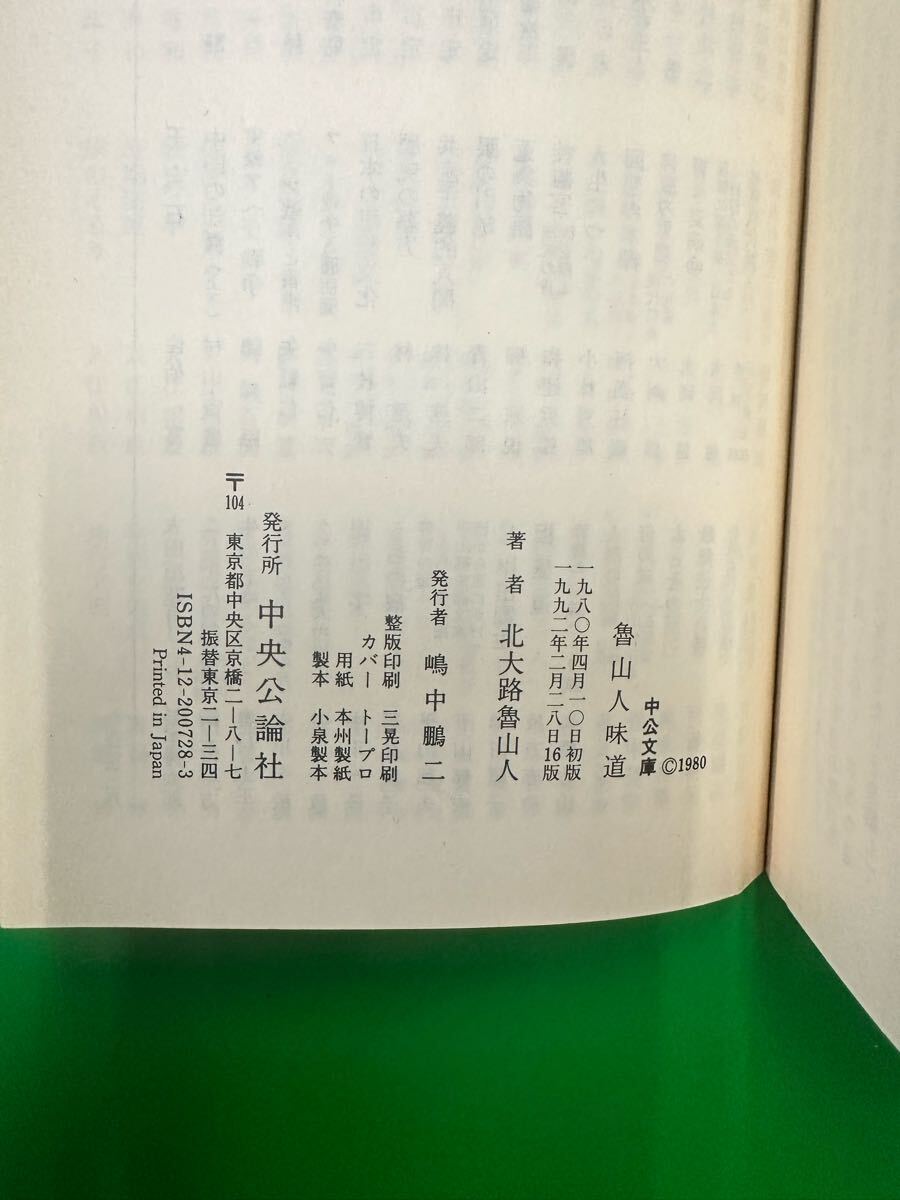 中公文庫 ©1980
魯山人味道
一九八〇年四月一〇日初版
一九九二年二月二八日16版
著者 北大路魯山人
発行者 嶋中鵬二
整版印刷 三晃印刷
カバー トープロ
用紙 本州製紙
製本 小泉製本
発行所 中央公論社
〒104 東京都中央区京橋二―八―七
振替東京二―三四
ISBN4-12-200728-3
Printed in Japan